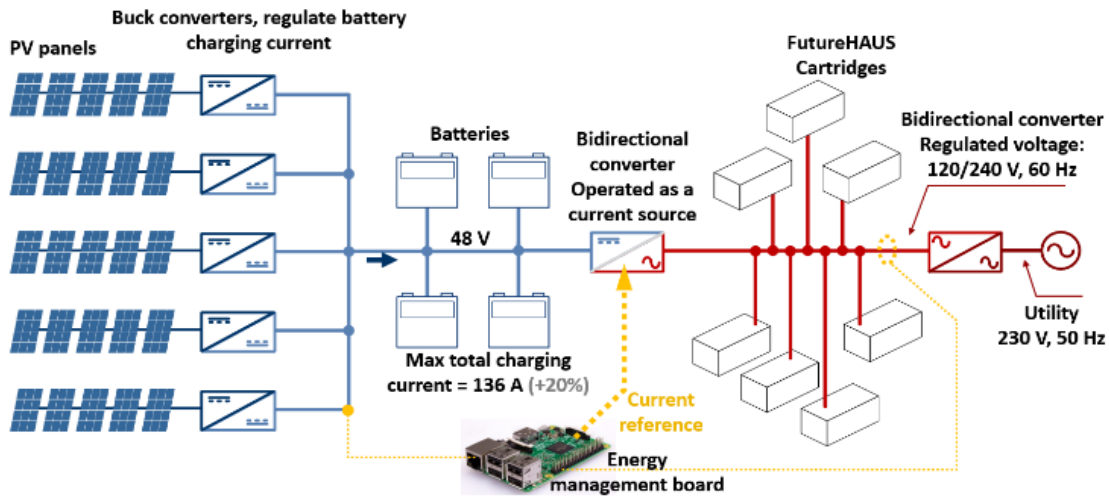 Buck converters, regulate battery
charging current
PV panels
FutureHAUS
Cartridges
Batteries
Bidirectional
converter
Operated as a
current source
Bidirectional converter
Regulated voltage:
120/240 V, 60 Hz
48 V
Utility
230 V, 50 Hz
Max total charging
current = 136 A (+20%)
Current
reference
Energy
management board